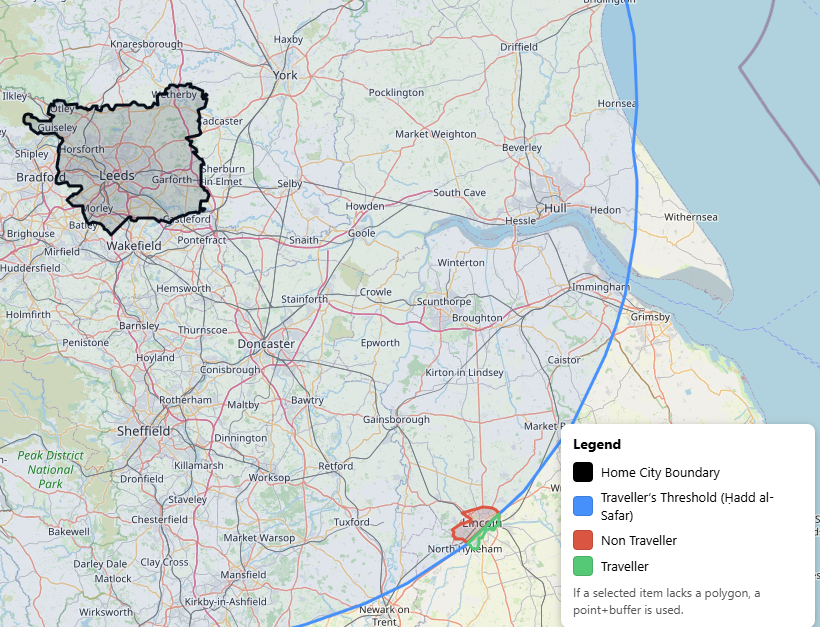 Bridlington
Haxby
Knaresborough
Driffield
York
Pocklington
Ilkley
Wetherby
Otley
Hornsea
Tadcaster
Guiseley
Market Weighton
Horsforth
Beverley
Shipley
Sherburn
in Elmet
Bradford
Leeds
Garforth
Selby
South Cave
Morley
Howden
Hull
Hedon
Withernsea
Castleford
Hessle
Batley
Brighouse
Goole
Wakefield
Pontefract
Snaith
Mirfield
Huddersfield
Winterton
Hemsworth
Crowle
Immingham
Stainforth
Scunthorpe
Holmfirth
Broughton
Grimsby
Barnsley
Thurnscoe
Penistone
Doncaster
Epworth
Hoyland
Caistor
Conisbrough
Kirton in Lindsey
Rotherham
Maltby
Bawtry
Gainsborough
Sheffield
Market R
Dinnington
Peak District
National
Park
Killamarsh
Retford
Dronfield
Worksop
Staveley
Chesterfield
Tuxford
Lincoln
Bakewell
Market Warsop
North Hykeham
Darley Dale
Clay Cross
Matlock
Mansfield
Kirkby-in-Ashfield
Wirksworth
Newark on
Trent
Legend
Home City Boundary
Traveller's Threshold (Hadd al-
Safar)
Non Traveller
Traveller
If a selected item lacks a polygon, a
point+buffer is used.